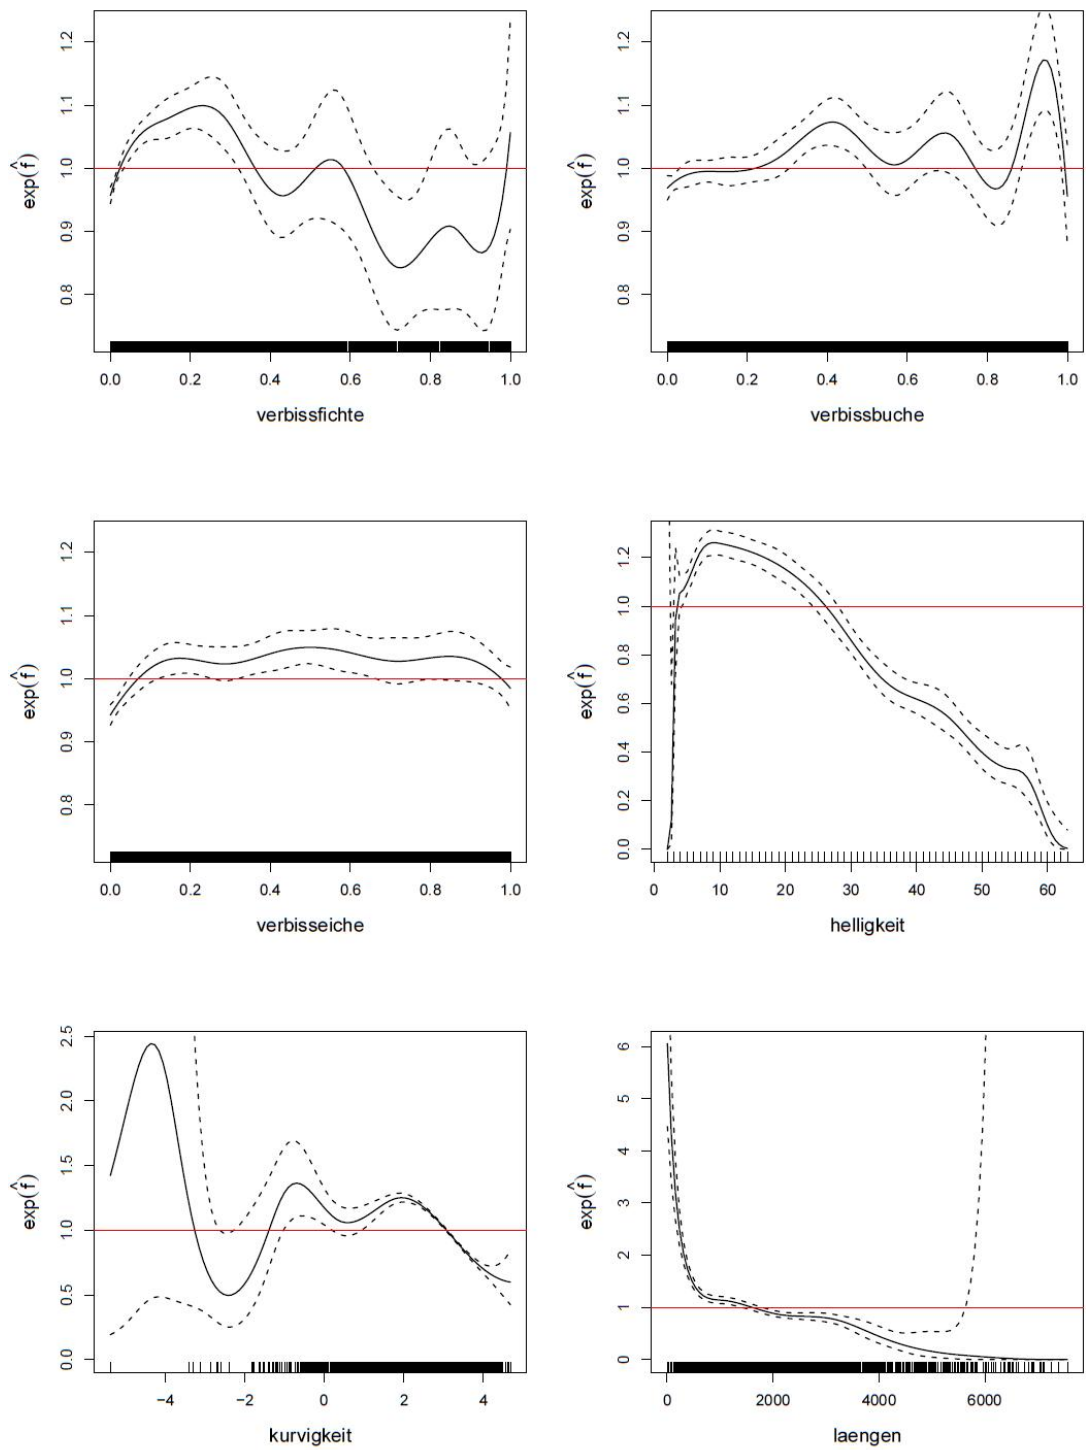 exp(f̂)
1.2
1.1
1.0
0.9
0.8
0.0 0.2 0.4 0.6 0.8 1.0
verbissfichte
exp(f̂)
1.2
1.1
1.0
0.9
0.8
0.0 0.2 0.4 0.6 0.8 1.0
verbissbuche
exp(f̂)
1.2
1.1
1.0
0.9
0.8
0.0 0.2 0.4 0.6 0.8 1.0
verbisseiche
exp(f̂)
1.2
1.0
0.8
0.6
0.4
0.2
0.0
0 10 20 30 40 50 60
helligkeit
exp(f̂)
2.5
2.0
1.5
1.0
0.5
0.0
−4 −2 0 2 4
kurvigkeit
exp(f̂)
6
5
4
3
2
1
0
0 2000 4000 6000
laengen